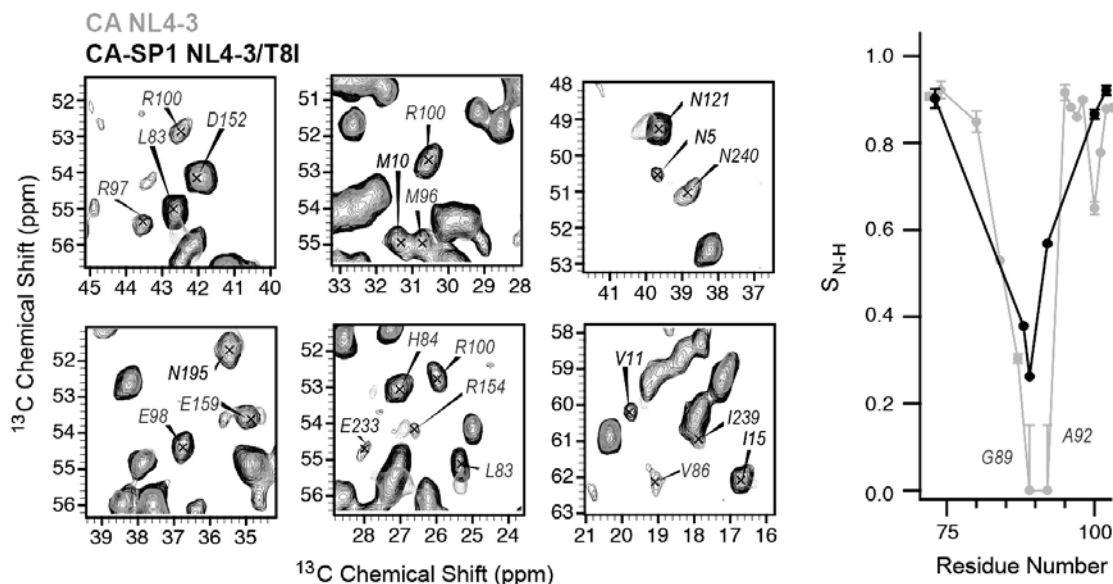 CA NL4-3
CA-SP1 NL4-3/T8I
13C Chemical Shift (ppm)
52
53
54
55
56
45 44 43 42 41 40
R100
D152
L83
R97
51
52
53
54
55
33 32 31 30 29 28
R100
M10
M96
48
49
50
51
52
53
41 40 39 38 37
N121
N5
N240
52
53
54
55
56
39 38 37 36 35
N195
E159
E98
52
53
54
55
56
28 27 26 25 24
H84
R100
R154
E233
L83
58
59
60
61
62
63
21 20 19 18 17 16
V11
I239
I15
V86
13C Chemical Shift (ppm)
SN-H
1.0
0.8
0.6
0.4
0.2
0.0
G89
A92
75 100
Residue Number